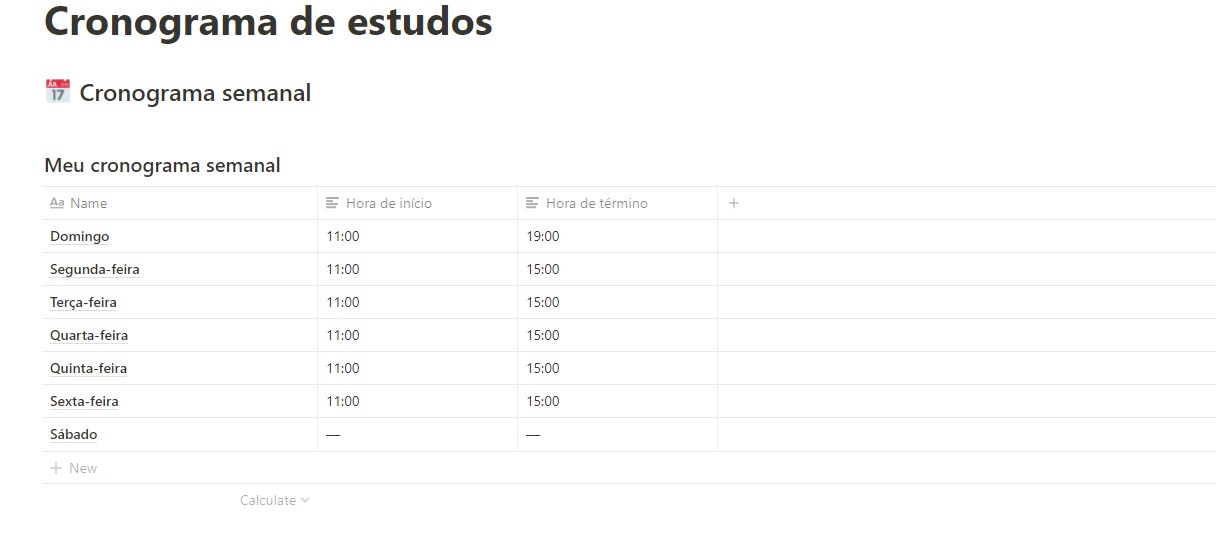 Cronograma de estudos
JUL 17 Cronograma semanal
Meu cronograma semanal
Aa Name Hora de início Hora de término +
Domingo 11:00 19:00
Segunda-feira 11:00 15:00
Terça-feira 11:00 15:00
Quarta-feira 11:00 15:00
Quinta-feira 11:00 15:00
Sexta-feira 11:00 15:00
Sábado — —
+ New
Calculate